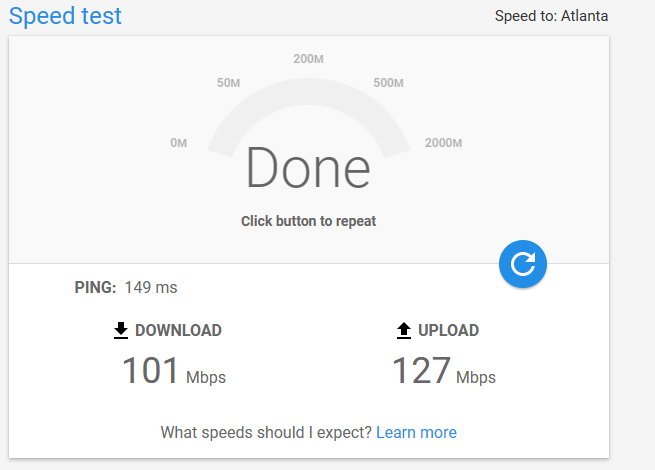 Speed test
Speed to: Atlanta
200M
50M
500M
0M
2000M
Done
Click button to repeat
PING: 149 ms
DOWNLOAD
UPLOAD
101 Mbps
127 Mbps
What speeds should I expect? Learn more